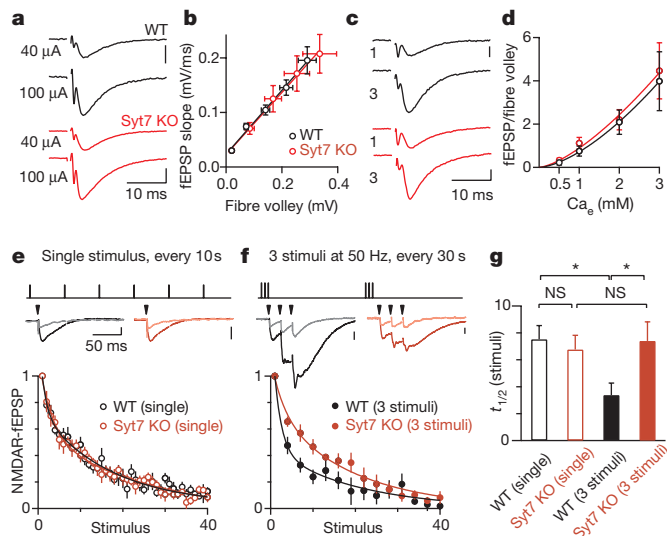 a
WT
40 µA
100 µA
Syt7 KO
40 µA
100 µA
10 ms
b
fEPSP slope (mV/ms)
0.2
0.1
0
0
0.2
0.4
Fibre volley (mV)
WT
Syt7 KO
c
1
3
1
3
10 ms
d
fEPSP/fibre volley
6
4
2
0
0.5
1
2
3
Ca e (mM)
e Single stimulus, every 10 s
50 ms
NMDAR-fEPSP
1
0
0
20
40
Stimulus
WT (single)
Syt7 KO (single)
f 3 stimuli at 50 Hz, every 30 s
1
0
0
20
40
Stimulus
WT (3 stimuli)
Syt7 KO (3 stimuli)
g
* *
NS NS
t 1/2 (stimuli)
10
0
WT (single)
Syt7 KO (single)
WT (3 stimuli)
Syt7 KO (3 stimuli)